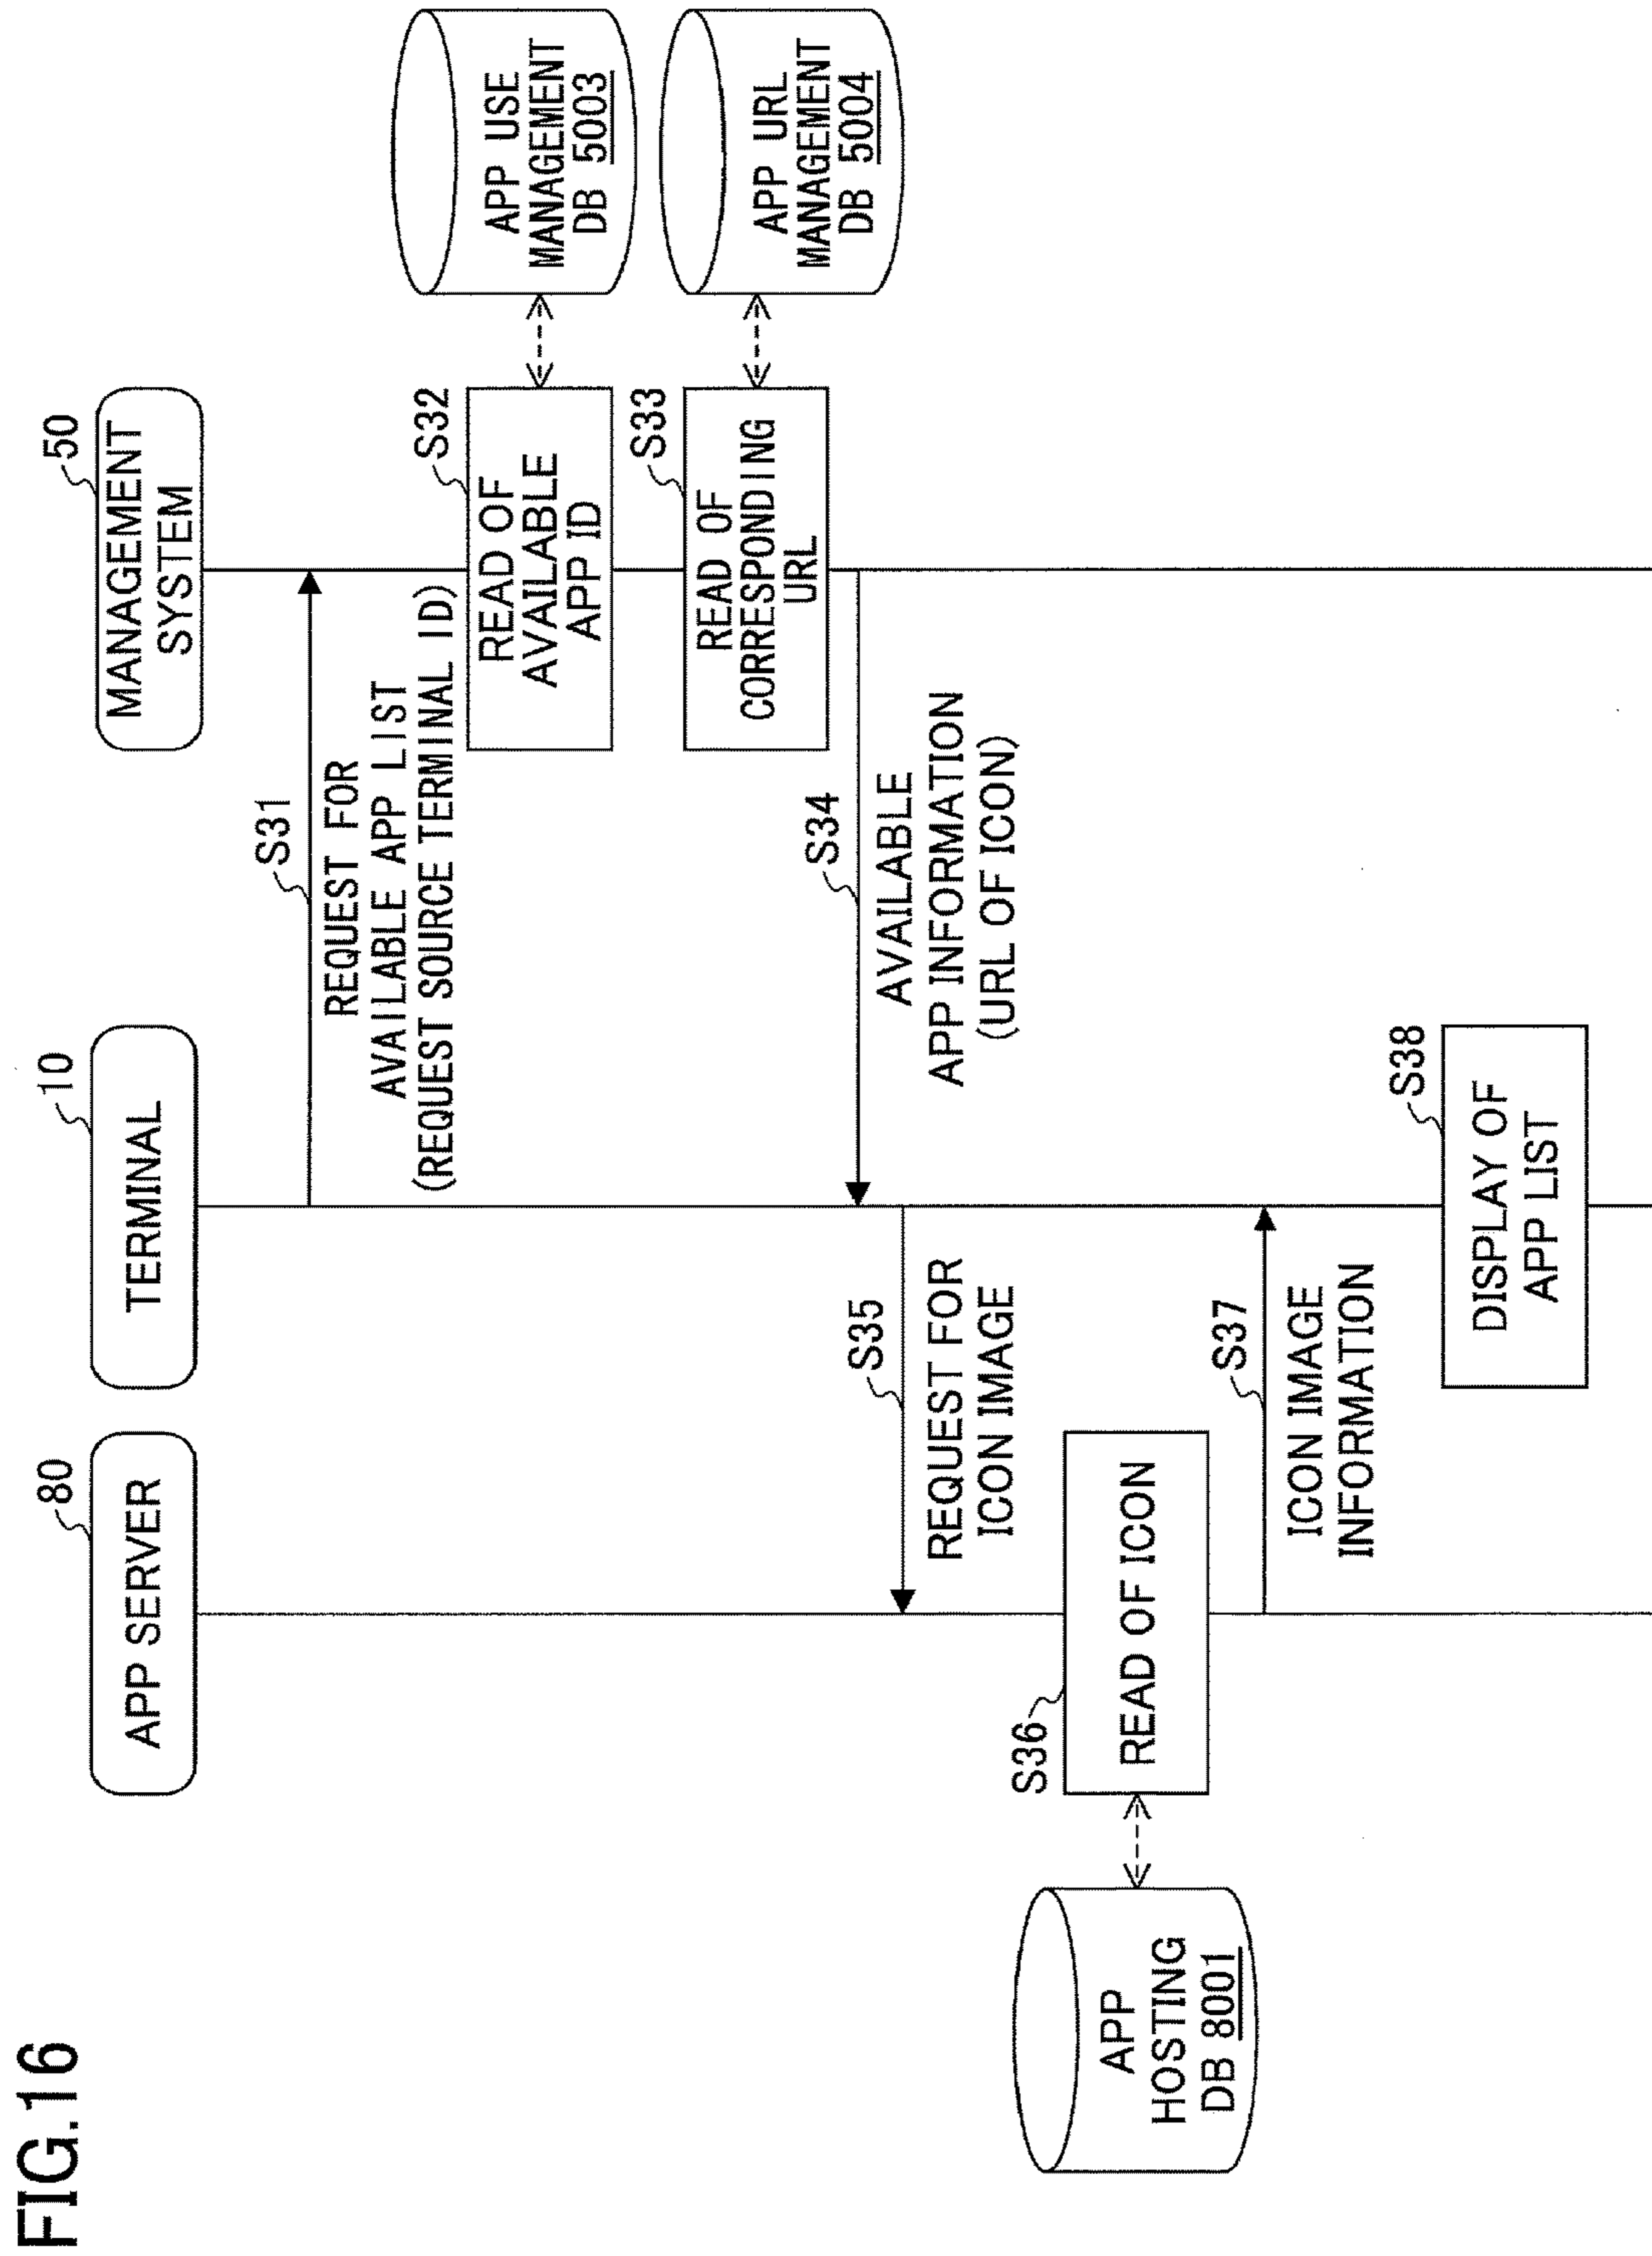 FIG.16
80
APP SERVER
10
TERMINAL
50
MANAGEMENT
SYSTEM
S31
REQUEST FOR
AVAILABLE APP LIST
(REQUEST SOURCE TERMINAL ID)
S32
READ OF
AVAILABLE
APP ID
APP USE
MANAGEMENT
DB 5003
S33
READ OF
CORRESPONDING
URL
APP URL
MANAGEMENT
DB 5004
S34
AVAILABLE
APP INFORMATION
(URL OF ICON)
S35
REQUEST FOR
ICON IMAGE
S36
READ OF ICON
APP
HOSTING
DB 8001
S37
ICON IMAGE
INFORMATION
S38
DISPLAY OF
APP LIST